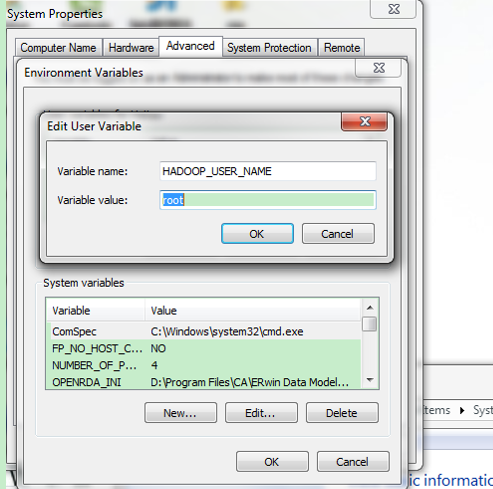 System Properties
Computer Name Hardware Advanced System Protection Remote
Environment Variables
Edit User Variable
Variable name: HADOOP_USER_NAME
Variable value: root
OK Cancel
System variables
Variable Value
ComSpec C:\Windows\system32\cmd.exe
FP_NO_HOST_C... NO
NUMBER_OF_P... 4
OPENRDA_INI D:\Program Files\CA\ERwin Data Model...
New... Edit... Delete
OK Cancel
Items Sys
ic informatio